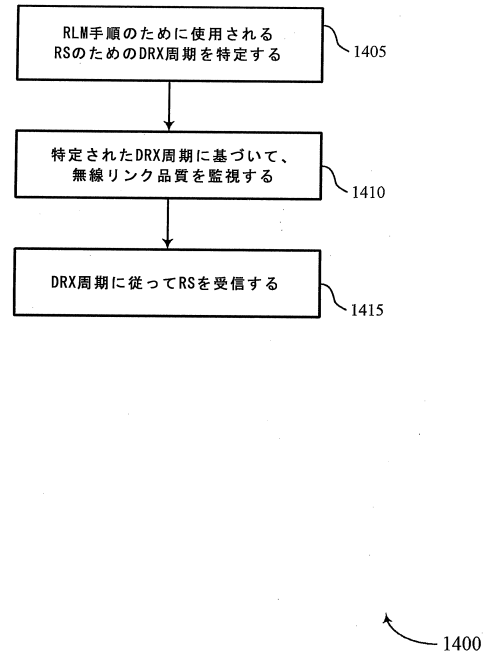 RLM手順のために使用される
RSのためのDRX周期を特定する
1405
特定されたDRX周期に基づいて、
無線リンク品質を監視する
1410
DRX周期に従ってRSを受信する
1415
1400